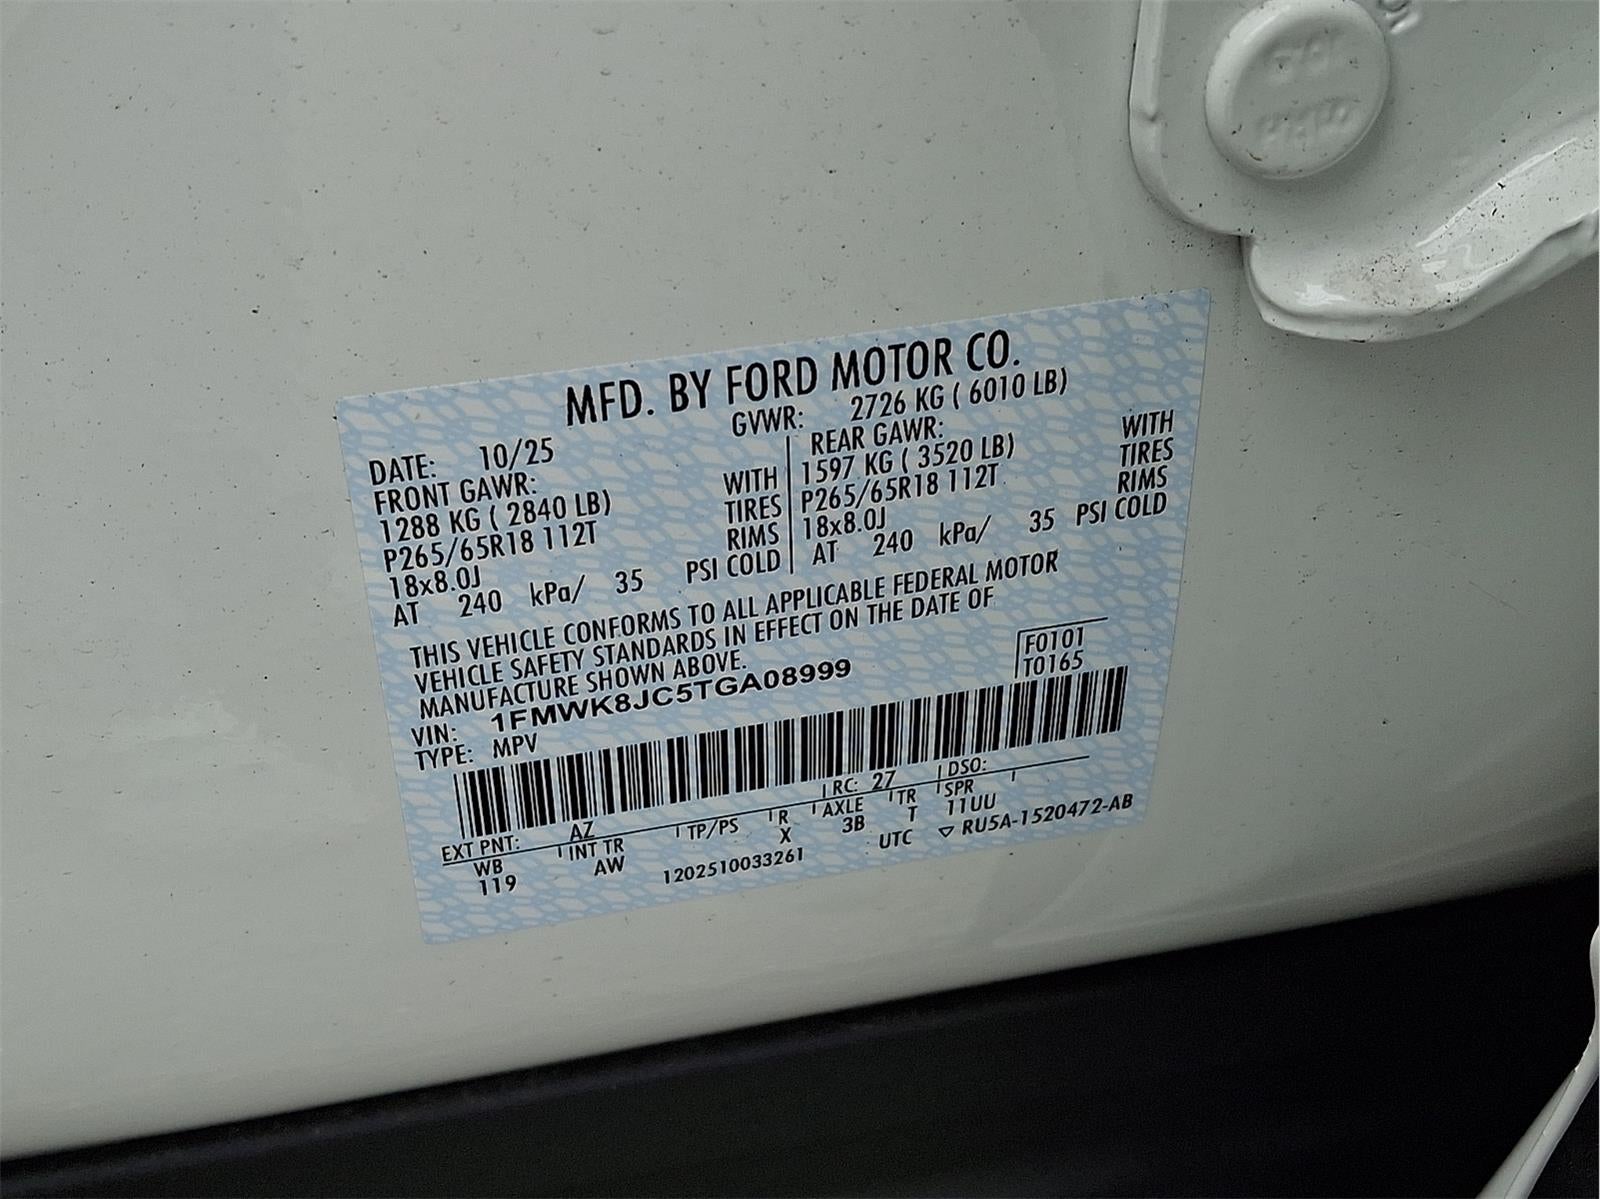 MFD. BY FORD MOTOR CO.
DATE: 10/25 GVWR: 2726 KG ( 6010 LB)
FRONT GAWR: WITH REAR GAWR: WITH
1288 KG ( 2840 LB) TIRES 1597 KG ( 3520 LB) TIRES
P265/65R18 112T RIMS P265/65R18 112T RIMS
18x8.0J PSI COLD 18x8.0J PSI COLD
AT 240 kPa/ 35 AT 240 kPa/ 35
THIS VEHICLE CONFORMS TO ALL APPLICABLE FEDERAL MOTOR
VEHICLE SAFETY STANDARDS IN EFFECT ON THE DATE OF
MANUFACTURE SHOWN ABOVE.
F0101
T0165
VIN: 1FMWK8JC5TGA08999
TYPE: MPV
EXT PNT: AZ RC: 27 DSO:
WB INT TR TP/PS R AXLE TR SPR
119 AW X 3B T 11UU
1202510033261 UTC ▽ RU5A-1520472-AB